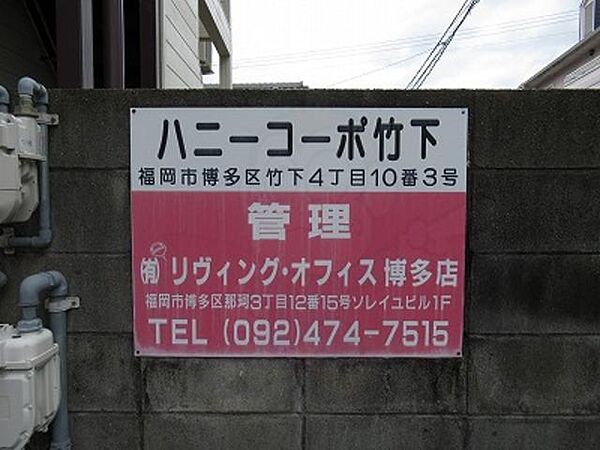 ハニーコーポ竹下
福岡市博多区竹下4丁目10番3号
管理
㈲リヴィング・オフィス博多店
福岡市博多区那珂3丁目12番15号ソレイユビル1F
TEL (092)474-7515